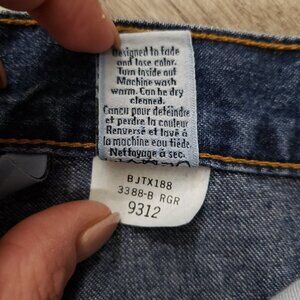 Designed to fade
and lose color.
Turn inside out
Machine wash
warm. Can be dry
cleaned.
Conçu pour déteindre
et perdre la couleur
Renversé et lavé à
la machine eau tiède.
Nettoyage à sec.
BJTX188
3388-B RGR
9312